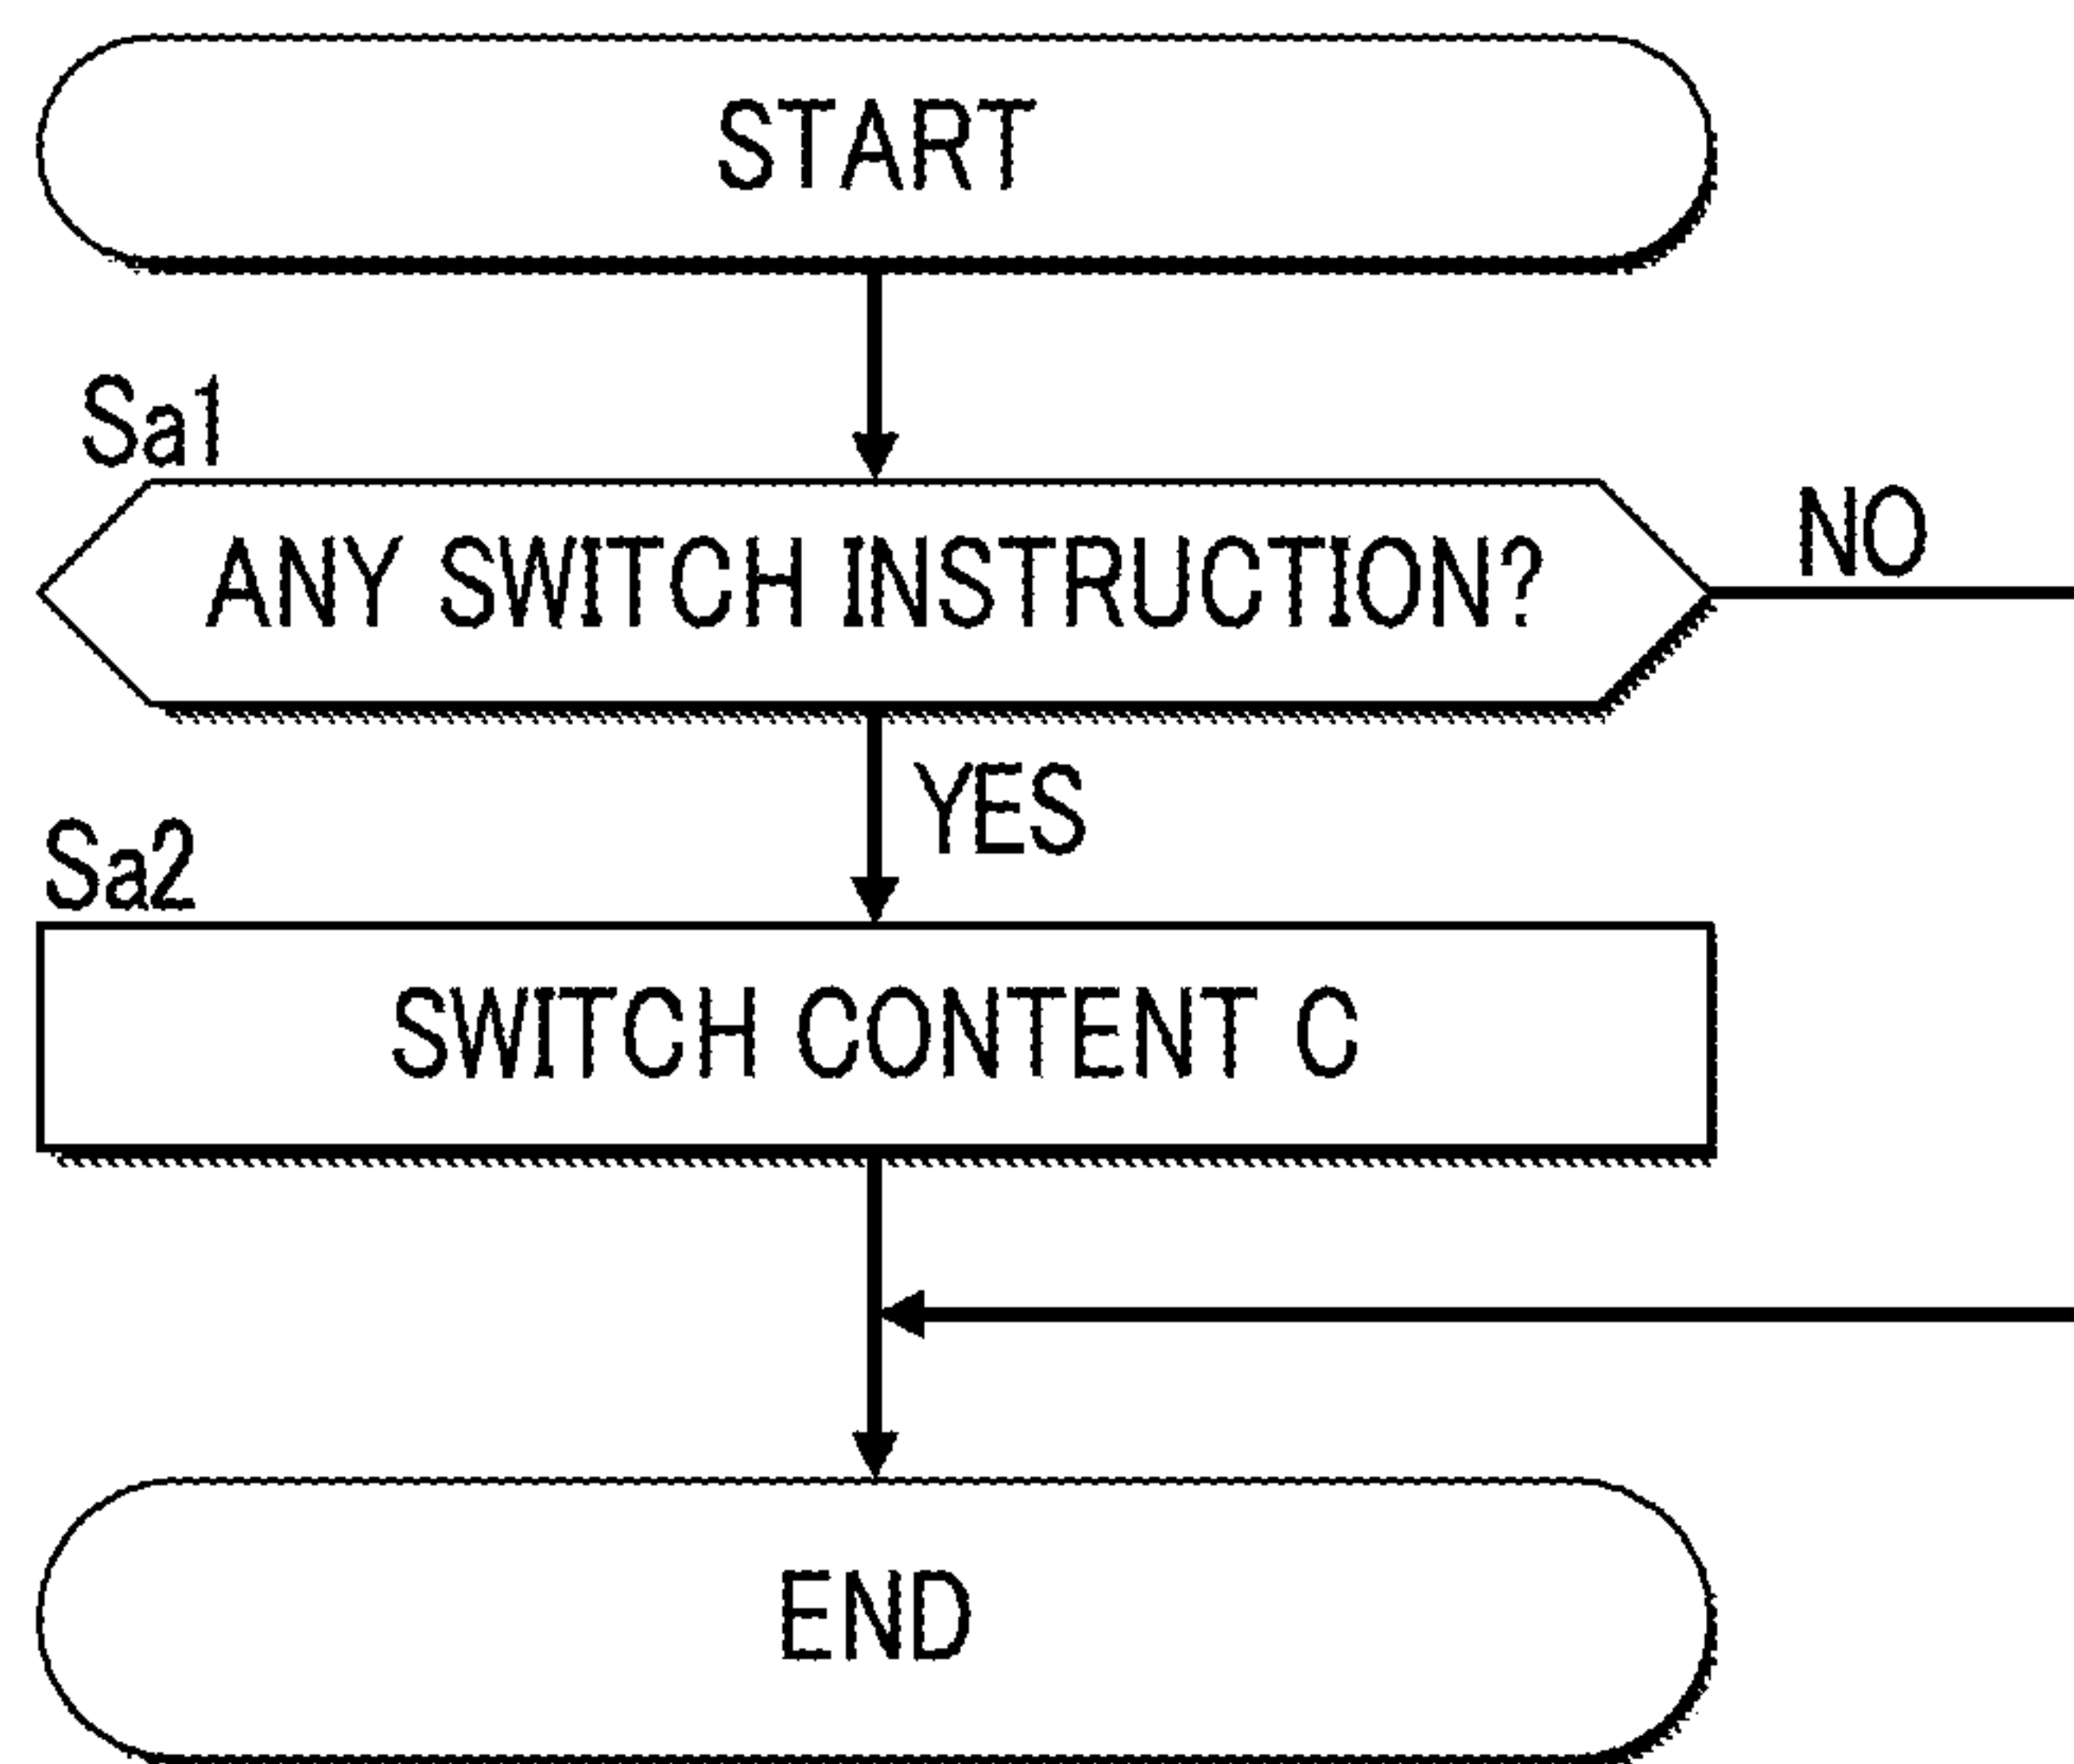 START
Sa1
ANY SWITCH INSTRUCTION?
NO
YES
Sa2
SWITCH CONTENT C
END